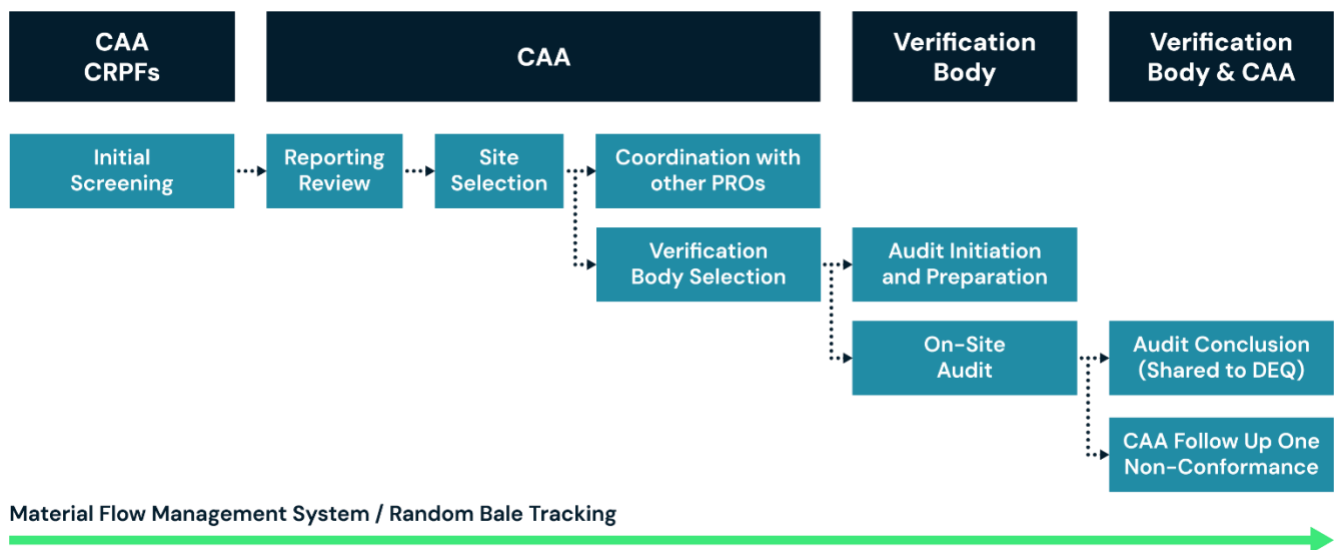 CAA
CRPFs
CAA
Verification
Body
Verification
Body & CAA
Initial
Screening
Reporting
Review
Site
Selection
Coordination with
other PROs
Verification
Body Selection
Audit Initiation
and Preparation
On-Site
Audit
Audit Conclusion
(Shared to DEQ)
CAA Follow Up One
Non-Conformance
Material Flow Management System / Random Bale Tracking